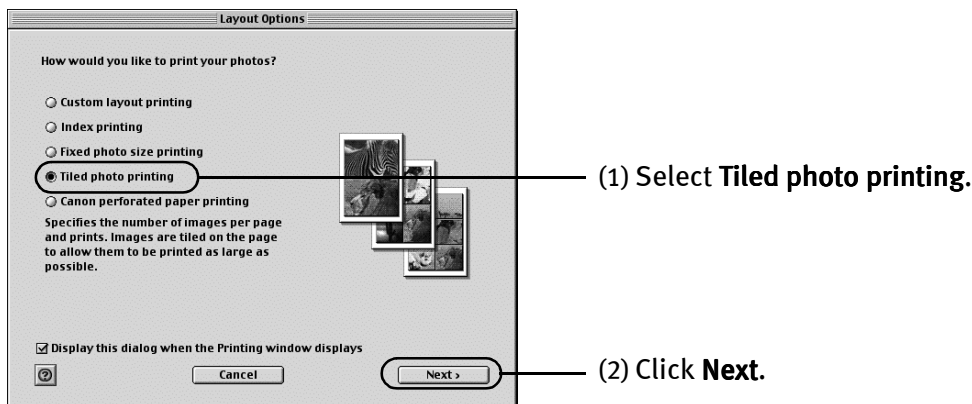 Layout Options
How would you like to print your photos?
Custom layout printing
Index printing
Fixed photo size printing
Tiled photo printing
(1) Select Tiled photo printing.
Canon perforated paper printing
Specifies the number of images per page
and prints. Images are tiled on the page
to allow them to be printed as large as
possible.
Display this dialog when the Printing window displays
?
Cancel
Next >
(2) Click Next.